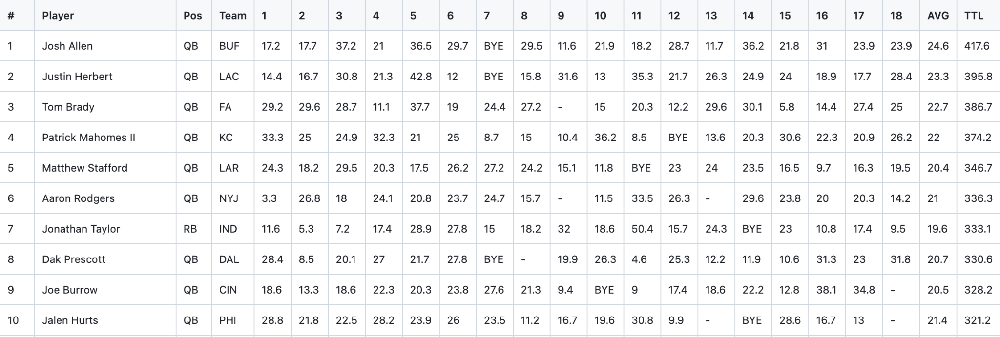 # Player Pos Team 1 2 3 4 5 6 7 8 9 10 11 12 13 14 15 16 17 18 AVG TTL
1 Josh Allen QB BUF 17.2 17.7 37.2 21 36.5 29.7 BYE 29.5 11.6 21.9 18.2 28.7 11.7 36.2 21.8 31 23.9 23.9 24.6 417.6
2 Justin Herbert QB LAC 14.4 16.7 30.8 21.3 42.8 12 BYE 15.8 31.6 13 35.3 21.7 26.3 24.9 24 18.9 17.7 28.4 23.3 395.8
3 Tom Brady QB FA 29.2 29.6 28.7 11.1 37.7 19 24.4 27.2 - 15 20.3 12.2 29.6 30.1 5.8 14.4 27.4 25 22.7 386.7
4 Patrick Mahomes II QB KC 33.3 25 24.9 32.3 21 25 8.7 15 10.4 36.2 8.5 BYE 13.6 20.3 30.6 22.3 20.9 26.2 22 374.2
5 Matthew Stafford QB LAR 24.3 18.2 29.5 20.3 17.5 26.2 27.2 24.2 15.1 11.8 BYE 23 24 23.5 16.5 9.7 16.3 19.5 20.4 346.7
6 Aaron Rodgers QB NYJ 3.3 26.8 18 24.1 20.8 23.7 24.7 15.7 - 11.5 33.5 26.3 - 29.6 23.8 20 20.3 14.2 21 336.3
7 Jonathan Taylor RB IND 11.6 5.3 7.2 17.4 28.9 27.8 15 18.2 32 18.6 50.4 15.7 24.3 BYE 23 10.8 17.4 9.5 19.6 333.1
8 Dak Prescott QB DAL 28.4 8.5 20.1 27 21.7 27.8 BYE - 19.9 26.3 4.6 25.3 12.2 11.9 10.6 31.3 23 31.8 20.7 330.6
9 Joe Burrow QB CIN 18.6 13.3 18.6 22.3 20.3 23.8 27.6 21.3 9.4 BYE 9 17.4 18.6 22.2 12.8 38.1 34.8 - 20.5 328.2
10 Jalen Hurts QB PHI 28.8 21.8 22.5 28.2 23.9 26 23.5 11.2 16.7 19.6 30.8 9.9 - BYE 28.6 16.7 13 - 21.4 321.2